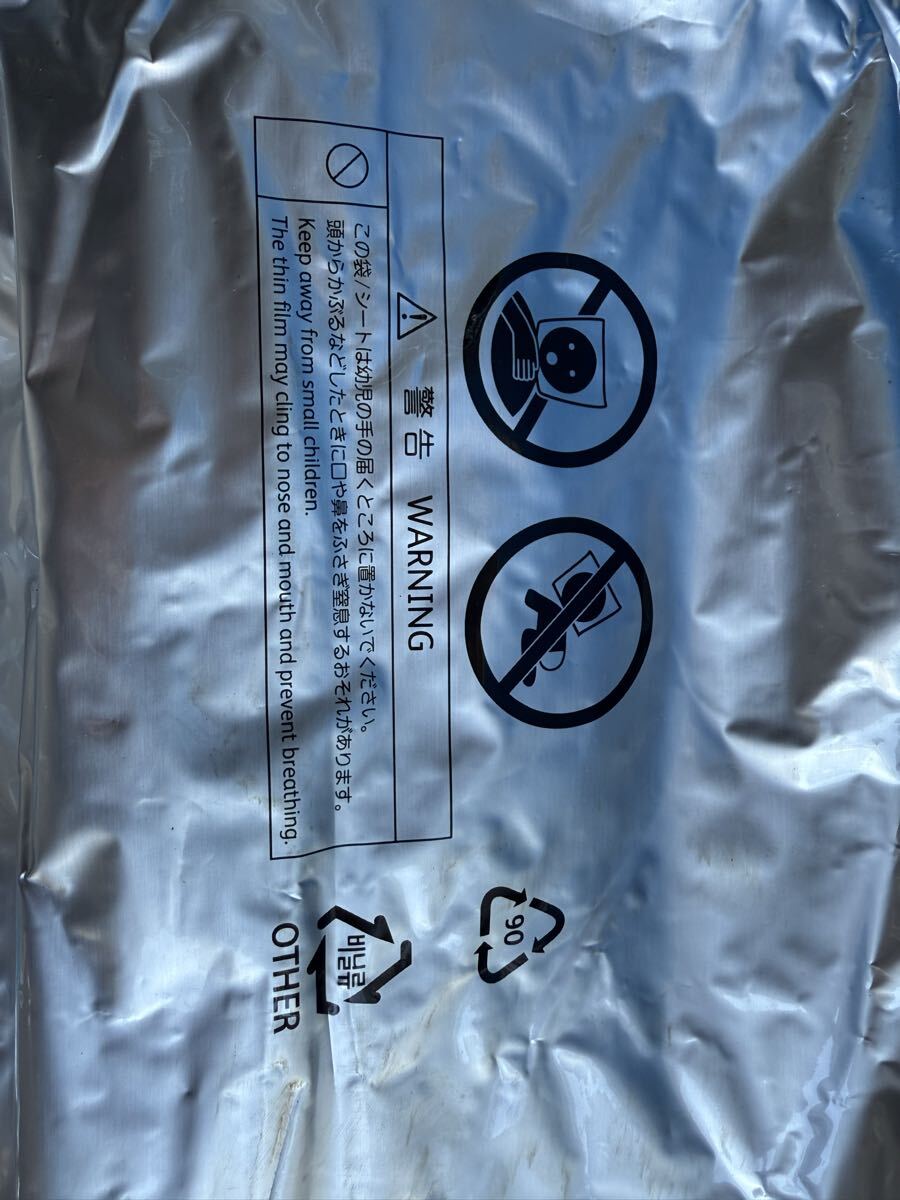 警告 WARNING
この袋/シートは幼児の手の届くところに置かないでください。
頭からかぶるなどしたときに口や鼻をふさぎ窒息するおそれがあります。
Keep away from small children.
The thin film may cling to nose and mouth and prevent breathing.
90
비닐류
OTHER